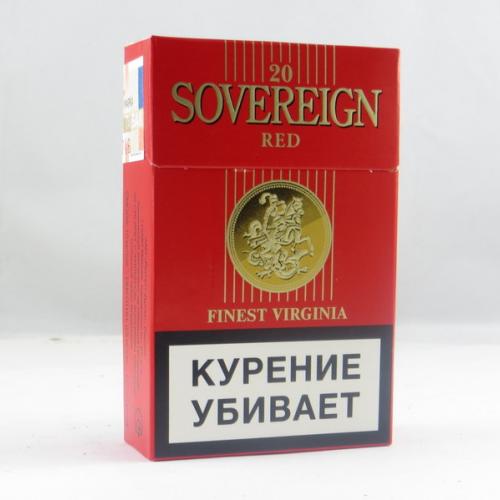 20
SOVEREIGN
RED
FINEST VIRGINIA
КУРЕНИЕ
УБИВАЕТ